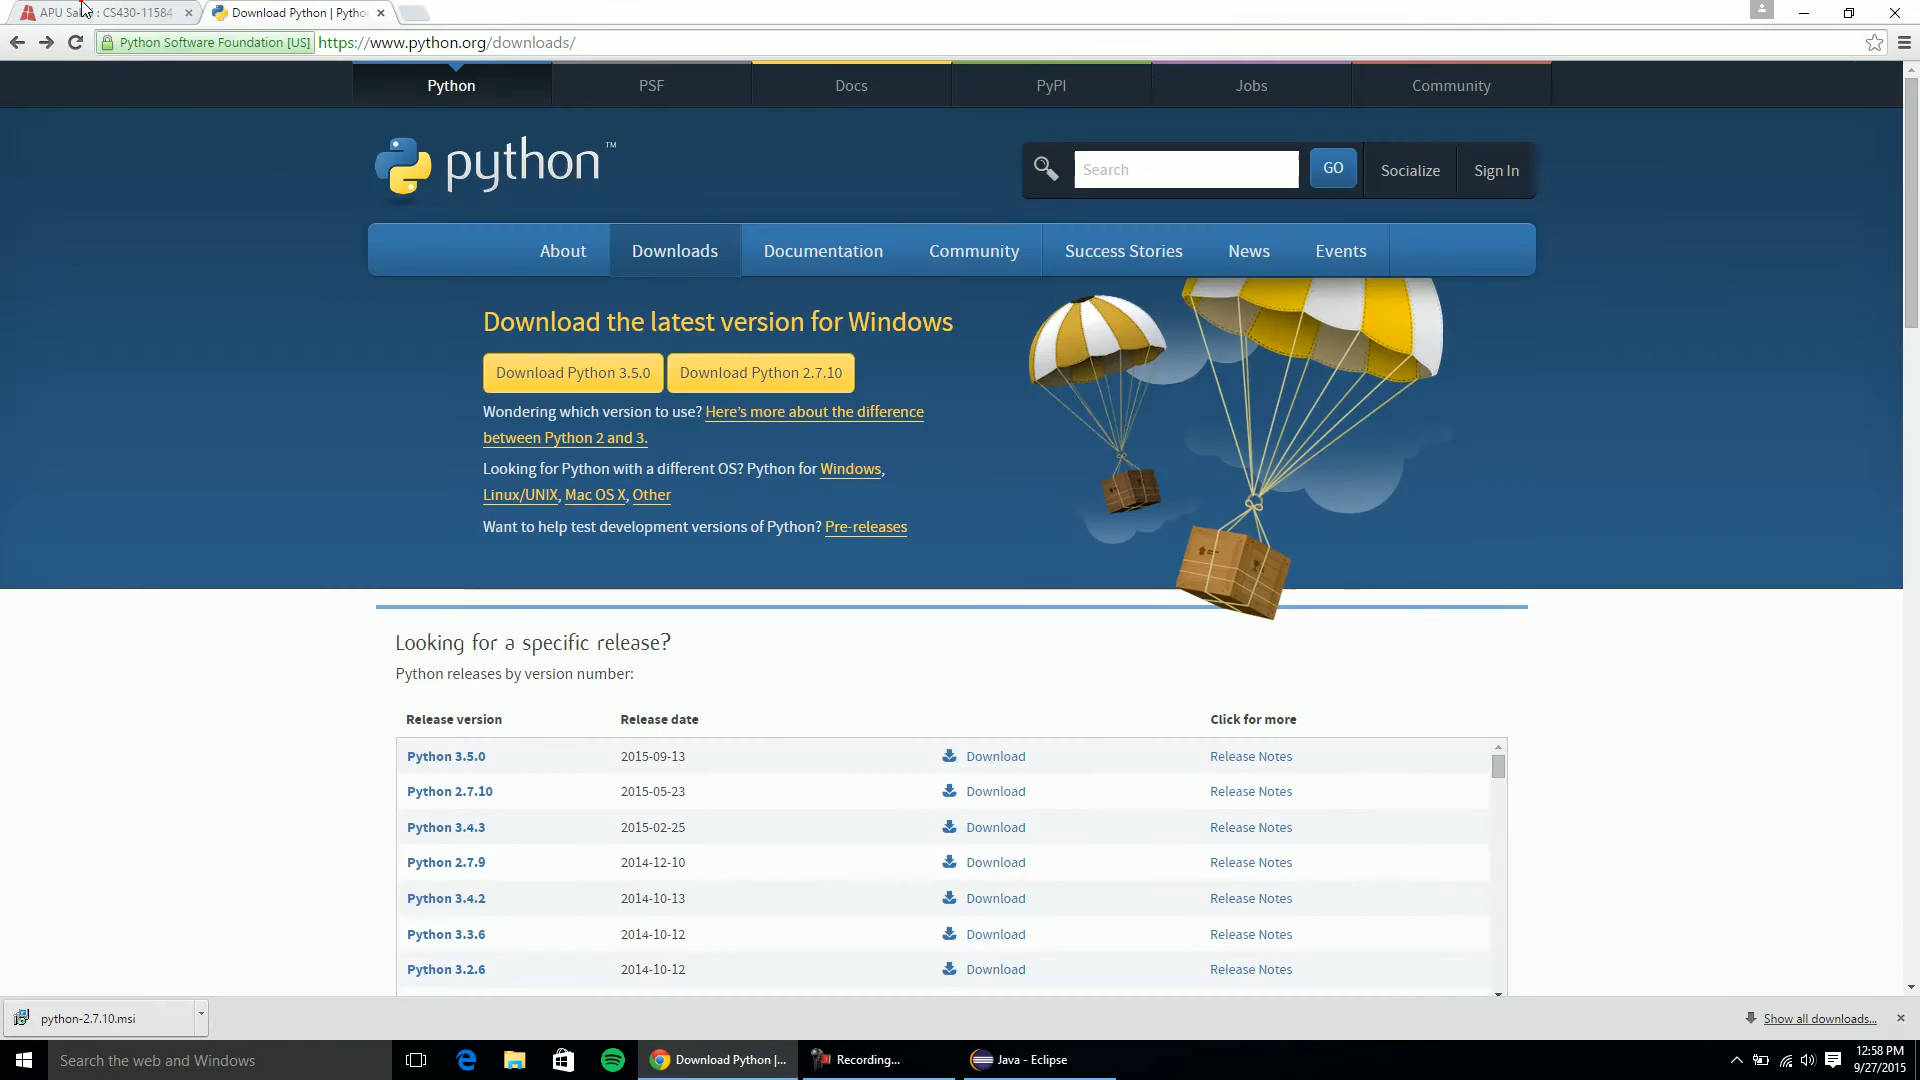 APU Sa : CS430-11584
Download Python | Pytho
Python Software Foundation [US]
https://www.python.org/downloads/
Python
PSF
Docs
PyPI
Jobs
Community
python™
Search
GO
Socialize
Sign In
About
Downloads
Documentation
Community
Success Stories
News
Events
Download the latest version for Windows
Download Python 3.5.0
Download Python 2.7.10
Wondering which version to use? Here's more about the difference
between Python 2 and 3.
Looking for Python with a different OS? Python for Windows,
Linux/UNIX, Mac OS X, Other
Want to help test development versions of Python? Pre-releases
Looking for a specific release?
Python releases by version number:
Release version Release date Click for more
Python 3.5.0 2015-09-13 Download Release Notes
Python 2.7.10 2015-05-23 Download Release Notes
Python 3.4.3 2015-02-25 Download Release Notes
Python 2.7.9 2014-12-10 Download Release Notes
Python 3.4.2 2014-10-13 Download Release Notes
Python 3.3.6 2014-10-12 Download Release Notes
Python 3.2.6 2014-10-12 Download Release Notes
python-2.7.10.msi
Show all downloads...
Search the web and Windows
Download Python |...
Recording...
Java - Eclipse
12:58 PM
9/27/2015